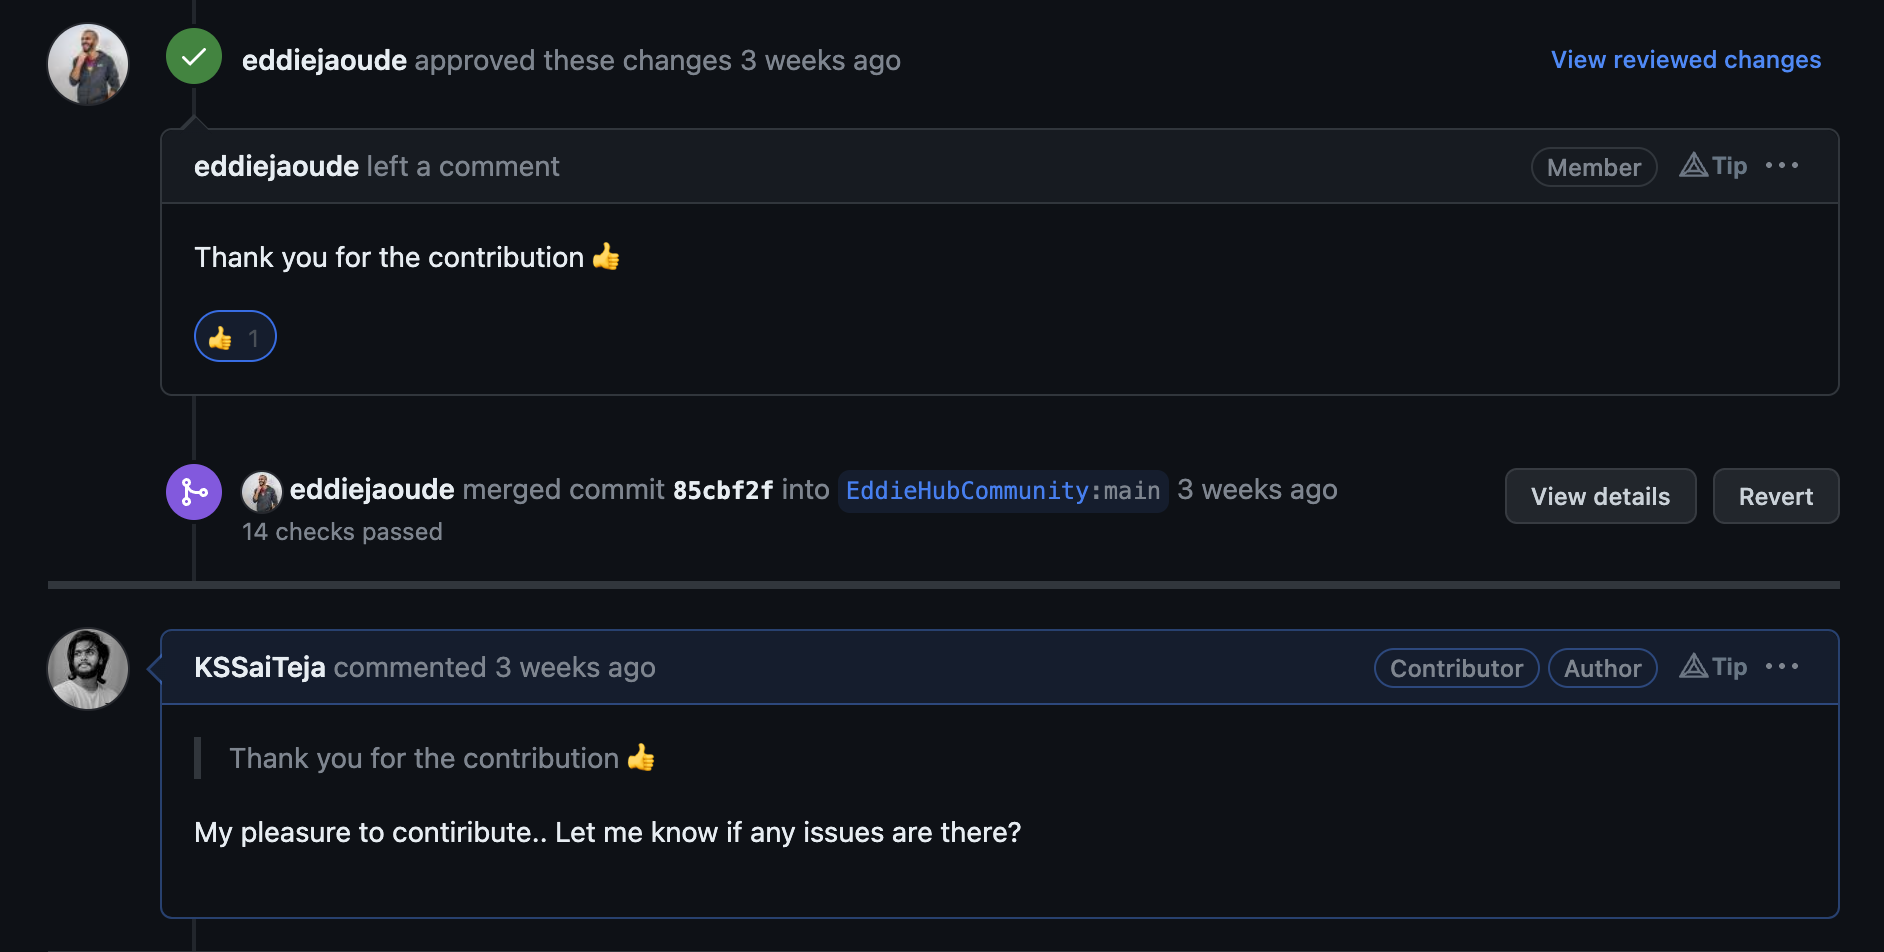 eddiejaoude approved these changes 3 weeks ago View reviewed changes
eddiejaoude left a comment Member Tip
Thank you for the contribution 👍
👍 1
eddiejaoude merged commit 85cbf2f into EddieHubCommunity:main 3 weeks ago View details Revert
14 checks passed
KSSaiTeja commented 3 weeks ago Contributor Author Tip
Thank you for the contribution 👍
My pleasure to contiribute.. Let me know if any issues are there?